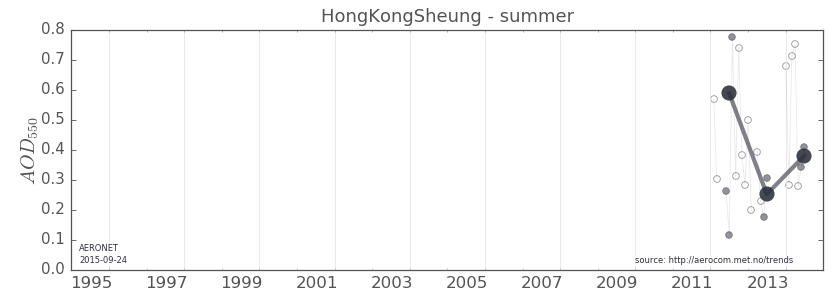 HongKongSheung - summer
0.8
0.7
0.6
0.5
0.4
0.3
0.2
0.1
0.0
AOD550
AERONET
2015-09-24
source: http://aerocom.met.no/trends
1995 1997 1999 2001 2003 2005 2007 2009 2011 2013